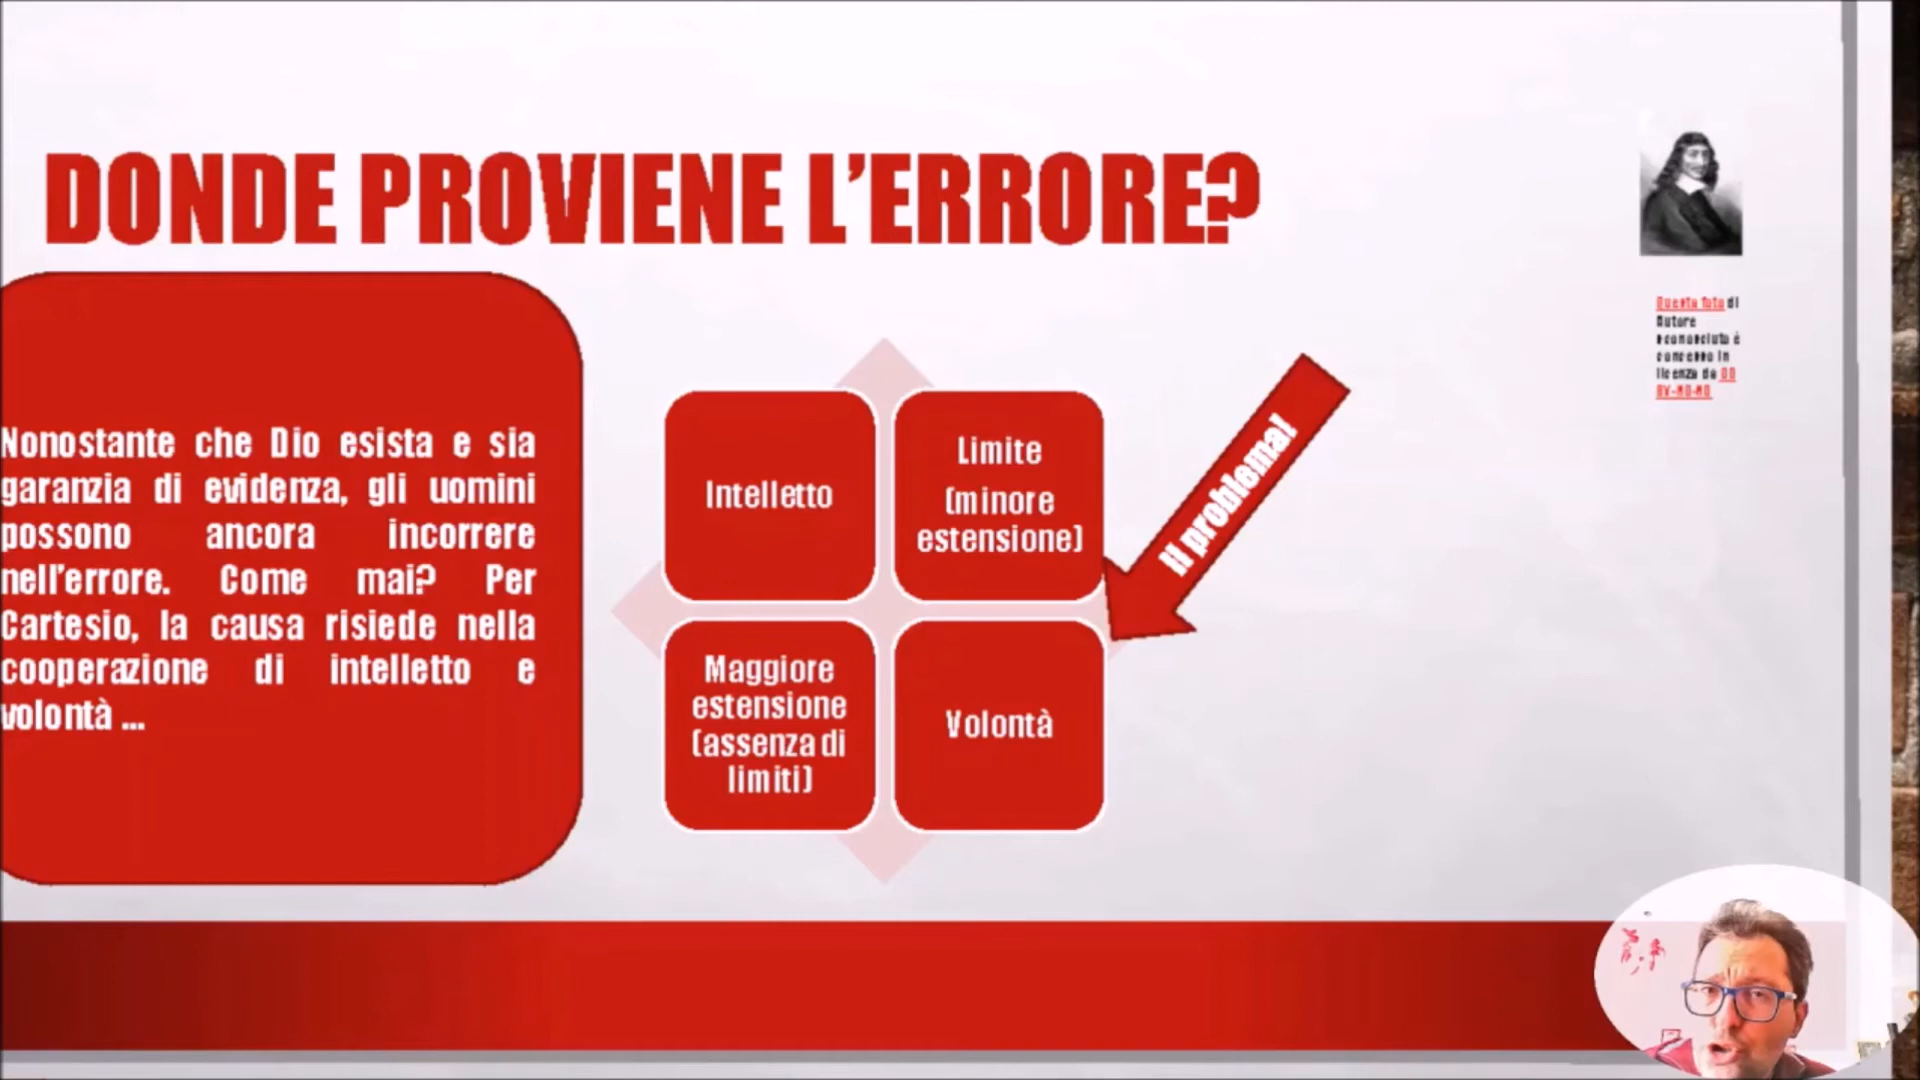 DONDE PROVIENE L'ERRORE?
Nonostante che Dio esista e sia
garanzia di evidenza, gli uomini
possono ancora incorrere
nell'errore. Come mai? Per
Cartesio, la causa risiede nella
cooperazione di intelletto e
volontà ...
Intelletto
Limite
(minore
estensione)
Maggiore
estensione
(assenza di
limiti)
Volontà
Il problema!
Questa foto di
Autore
sconosciuto è
concesso in
licenza da